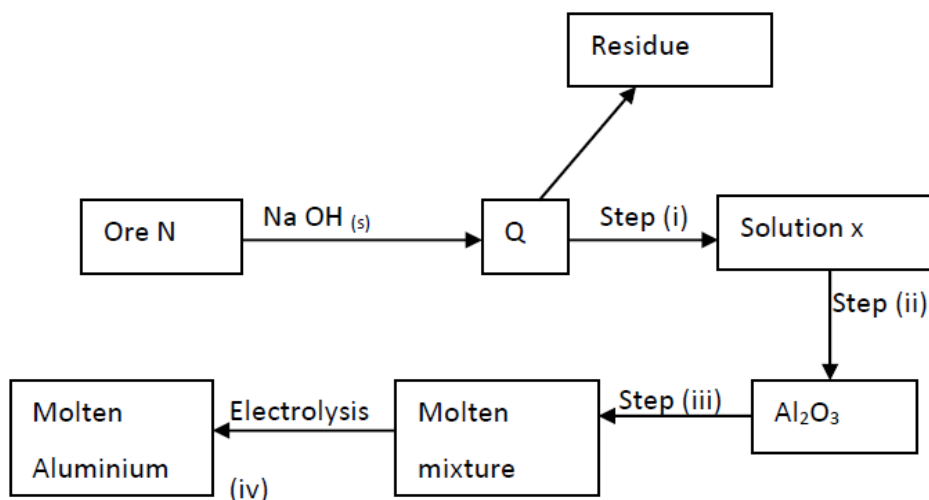 Residue
Ore N
Na OH (s)
Q
Step (i)
Solution x
Step (ii)
Molten
Aluminium
Electrolysis
(iv)
Molten
mixture
Step (iii)
Al₂O₃